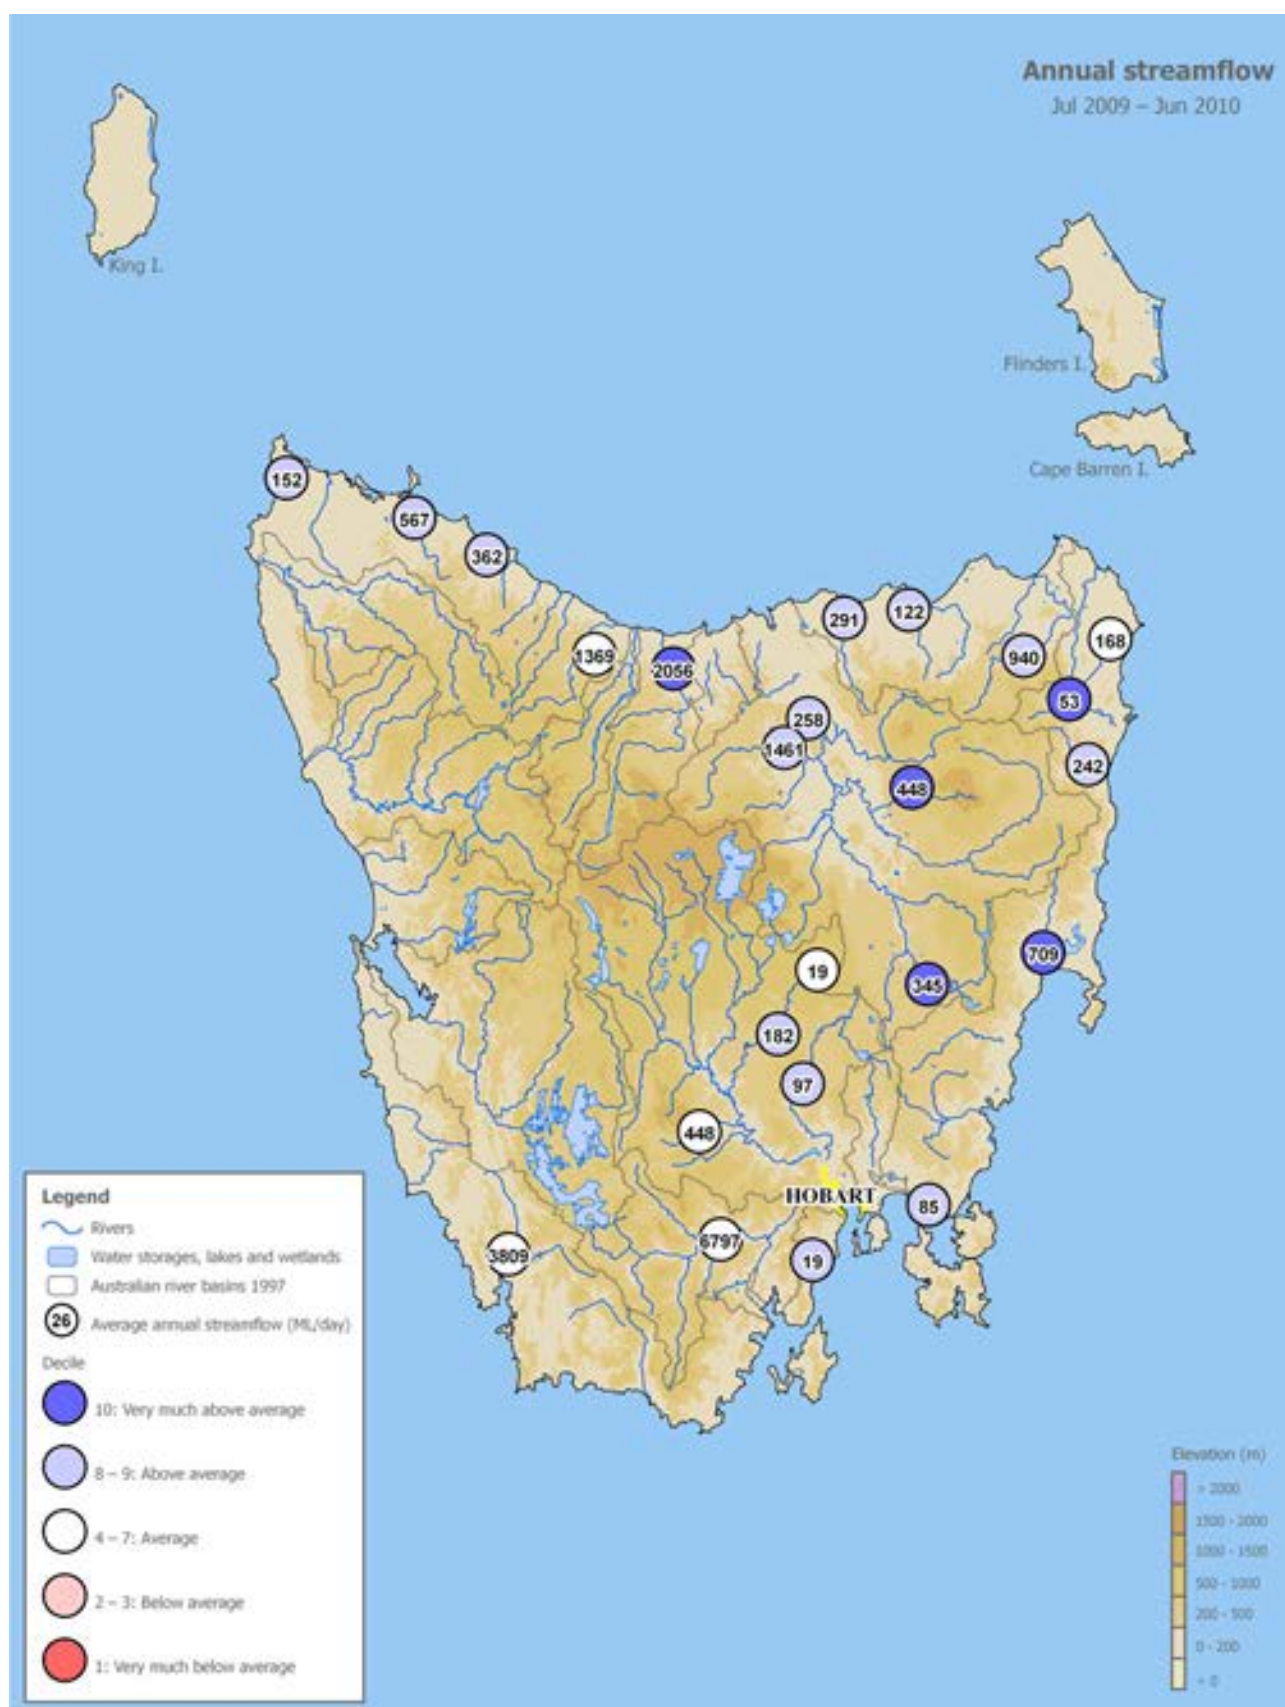 Annual streamflow
Jul 2009 – Jun 2010
King I.
Flinders I.
Cape Barren I.
152
567
362
291
122
168
1369
2056
940
53
258
1461
242
448
709
19
345
182
97
448
HOBART
85
3809
6797
19
Legend
Rivers
Water storages, lakes and wetlands
Australian river basins 1997
26 Average annual streamflow (ML/day)
Decile
10: Very much above average
8 – 9: Above average
4 – 7: Average
2 – 3: Below average
1: Very much below average
Elevation (m)
> 2000
1500 - 2000
1000 - 1500
500 - 1000
200 - 500
0 - 200
< 0